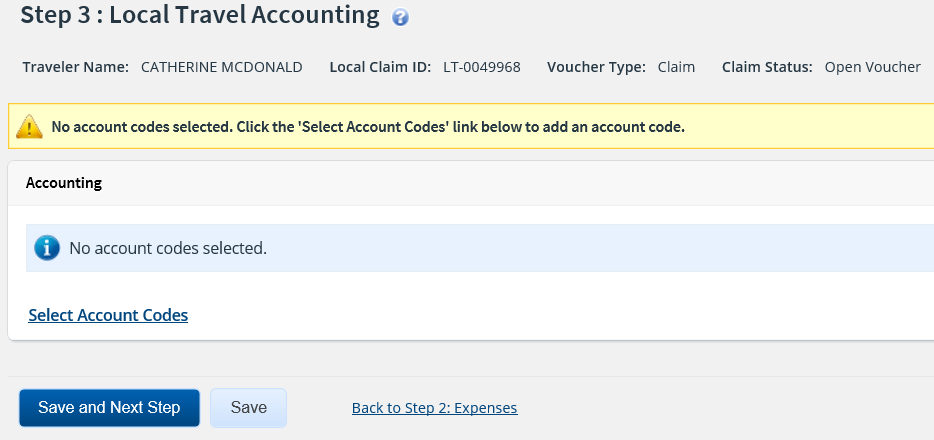 Step 3 : Local Travel Accounting
Traveler Name: CATHERINE MCDONALD Local Claim ID: LT-0049968 Voucher Type: Claim Claim Status: Open Voucher
No account codes selected. Click the 'Select Account Codes' link below to add an account code.
Accounting
No account codes selected.
Select Account Codes
Save and Next Step Save Back to Step 2: Expenses